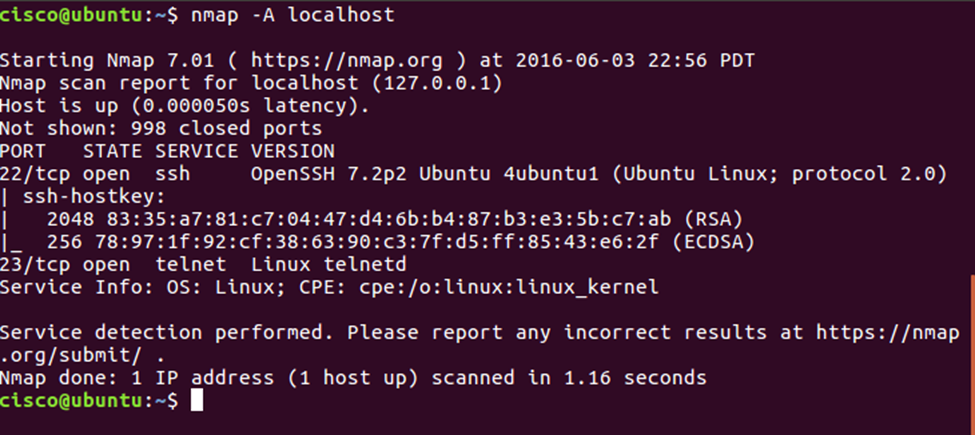 cisco@ubuntu:~$ nmap -A localhost
Starting Nmap 7.01 ( https://nmap.org ) at 2016-06-03 22:56 PDT
Nmap scan report for localhost (127.0.0.1)
Host is up (0.000050s latency).
Not shown: 998 closed ports
PORT   STATE SERVICE VERSION
22/tcp open  ssh     OpenSSH 7.2p2 Ubuntu 4ubuntu1 (Ubuntu Linux; protocol 2.0)
| ssh-hostkey:
|   2048 83:35:a7:81:c7:04:47:d4:6b:b4:87:b3:e3:5b:c7:ab (RSA)
|_  256 78:97:1f:92:cf:38:63:90:c3:7f:d5:ff:85:43:e6:2f (ECDSA)
23/tcp open  telnet  Linux telnetd
Service Info: OS: Linux; CPE: cpe:/o:linux:linux_kernel
Service detection performed. Please report any incorrect results at https://nmap
.org/submit/ .
Nmap done: 1 IP address (1 host up) scanned in 1.16 seconds
cisco@ubuntu:~$